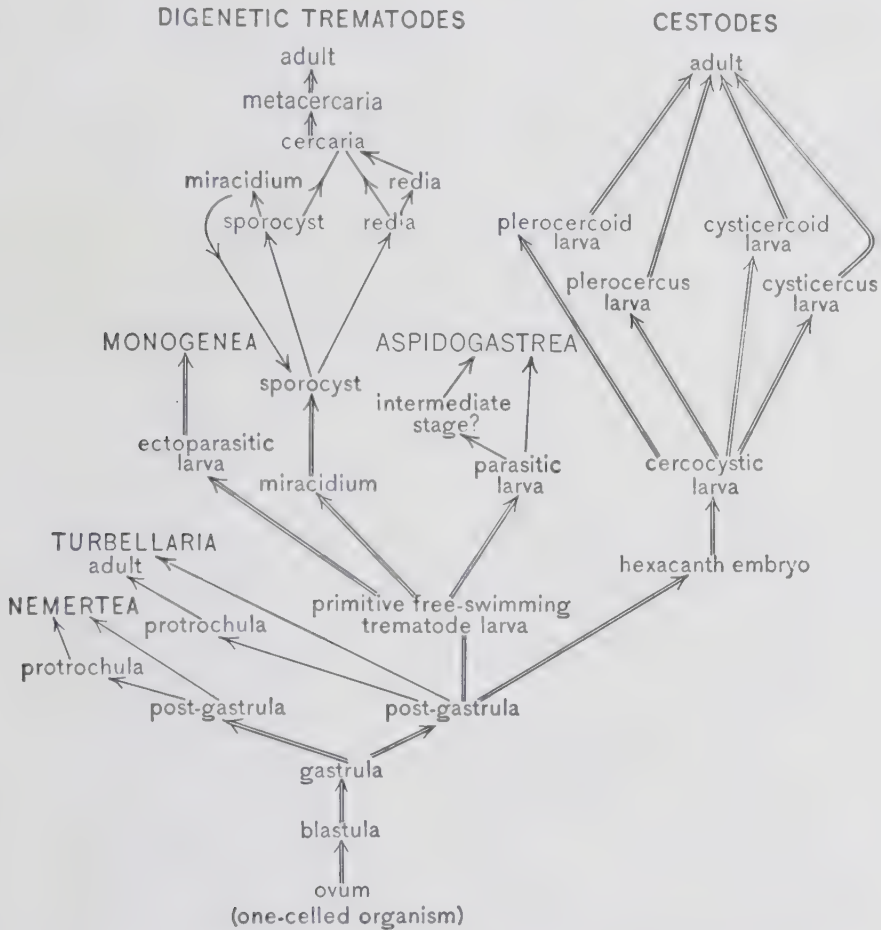 DIGENETIC TREMATODES
CESTODES
adult
adult
metacercaria
cercaria
miracidium
redia
sporocyst
redia
plerocercoid
larva
cysticercoid
larva
plerocercus
larva
cysticercus
larva
MONOGENEA
ASPIDOGASTREA
sporocyst
intermediate
stage?
ectoparasitic
larva
miracidium
parasitic
larva
cercocystic
larva
TURBELLARIA
adult
hexacanth embryo
NEMERTEA
primitive free-swimming
trematode larva
protrochula
protrochula
post-gastrula
post-gastrula
gastrula
blastula
ovum
(one-celled organism)